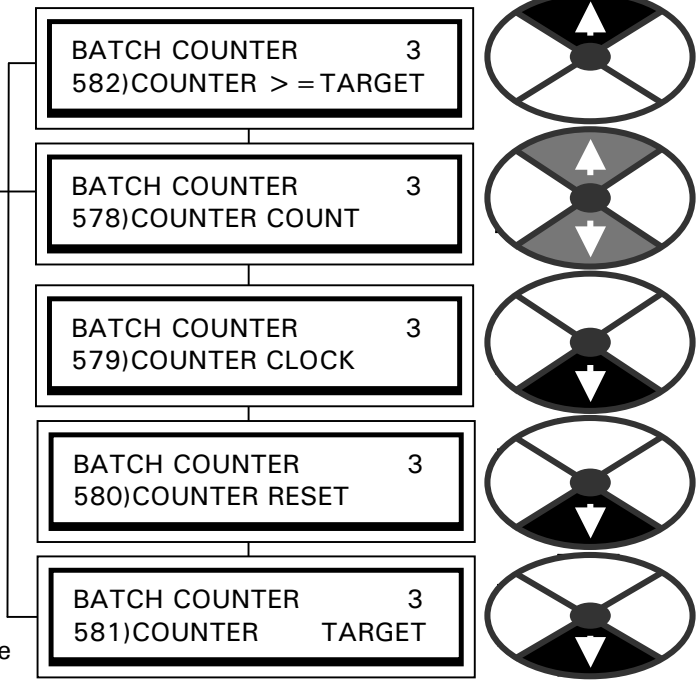 BATCH COUNTER 3
582)COUNTER > = TARGET
BATCH COUNTER 3
578)COUNTER COUNT
BATCH COUNTER 3
579)COUNTER CLOCK
BATCH COUNTER 3
580)COUNTER RESET
BATCH COUNTER 3
581)COUNTER TARGET
e